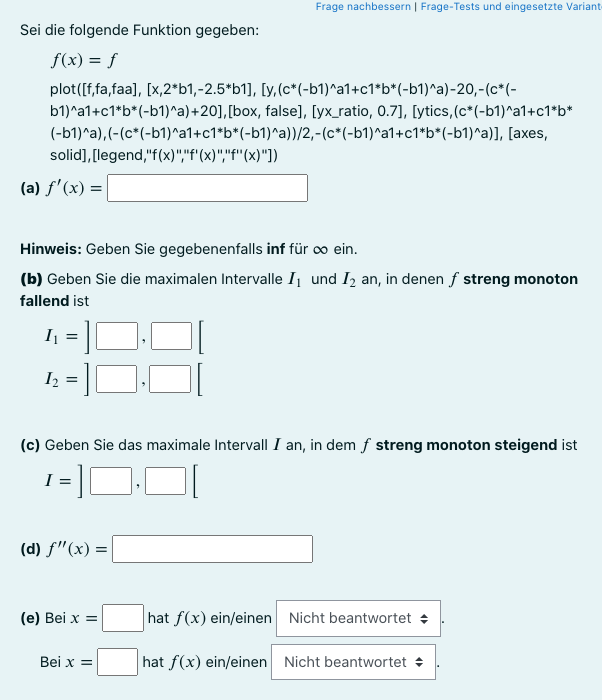 Frage nachbessern | Frage-Tests und eingesetzte Variant
Sei die folgende Funktion gegeben:
f(x) = f
plot([f,fa,faa], [x,2*b1,-2.5*b1], [y,(c*(-b1)^a1+c1*b*(-b1)^a)-20,-(c*(-
b1)^a1+c1*b*(-b1)^a)+20],[box, false], [yx_ratio, 0.7], [ytics,(c*(-b1)^a1+c1*b*
(-b1)^a),(-(c*(-b1)^a1+c1*b*(-b1)^a))/2,-(c*(-b1)^a1+c1*b*(-b1)^a)], [axes,
solid],[legend,"f(x)","f'(x)","f''(x)"])
(a) f′(x) =
Hinweis: Geben Sie gegebenenfalls inf für ∞ ein.
(b) Geben Sie die maximalen Intervalle I₁ und I₂ an, in denen f streng monoton
fallend ist
I₁ = ] , [
I₂ = ] , [
(c) Geben Sie das maximale Intervall I an, in dem f streng monoton steigend ist
I = ] , [
(d) f′′(x) =
(e) Bei x = hat f(x) ein/einen Nicht beantwortet .
Bei x = hat f(x) ein/einen Nicht beantwortet .